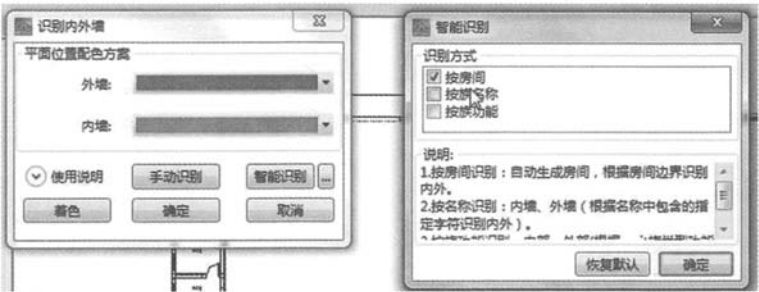 识别内外墙
平面位置配色方案
外墙:
内墙:
使用说明
手动识别
智能识别
...
着色
确定
取消
智能识别
识别方式
按房间
按族名称
按族功能
说明:
1.按房间识别：自动生成房间，根据房间边界识别
内外。
2.按名称识别：内墙、外墙（根据名称中包含的指
定字符识别内外）。
恢复默认
确定